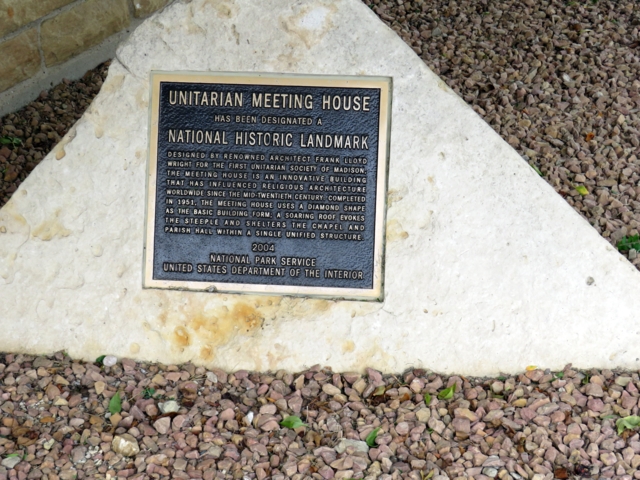 UNITARIAN MEETING HOUSE
HAS BEEN DESIGNATED A
NATIONAL HISTORIC LANDMARK
DESIGNED BY RENOWNED ARCHITECT FRANK LLOYD
WRIGHT FOR THE FIRST UNITARIAN SOCIETY OF MADISON,
THE MEETING HOUSE IS AN INNOVATIVE BUILDING
THAT HAS INFLUENCED RELIGIOUS ARCHITECTURE
WORLDWIDE SINCE THE MID-TWENTIETH CENTURY. COMPLETED
IN 1951, THE MEETING HOUSE USES A DIAMOND SHAPE
AS THE BASIC BUILDING FORM. A SOARING ROOF EVOKES
THE STEEPLE AND SHELTERS THE CHAPEL AND
PARISH HALL WITHIN A SINGLE UNIFIED STRUCTURE.
2004
NATIONAL PARK SERVICE
UNITED STATES DEPARTMENT OF THE INTERIOR